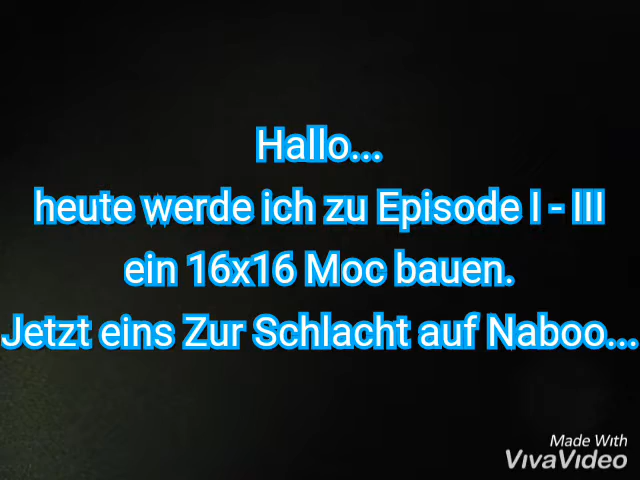 Hallo...
heute werde ich zu Episode I - III
ein 16x16 Moc bauen.
Jetzt eins Zur Schlacht auf Naboo...
Made With
VivaVideo